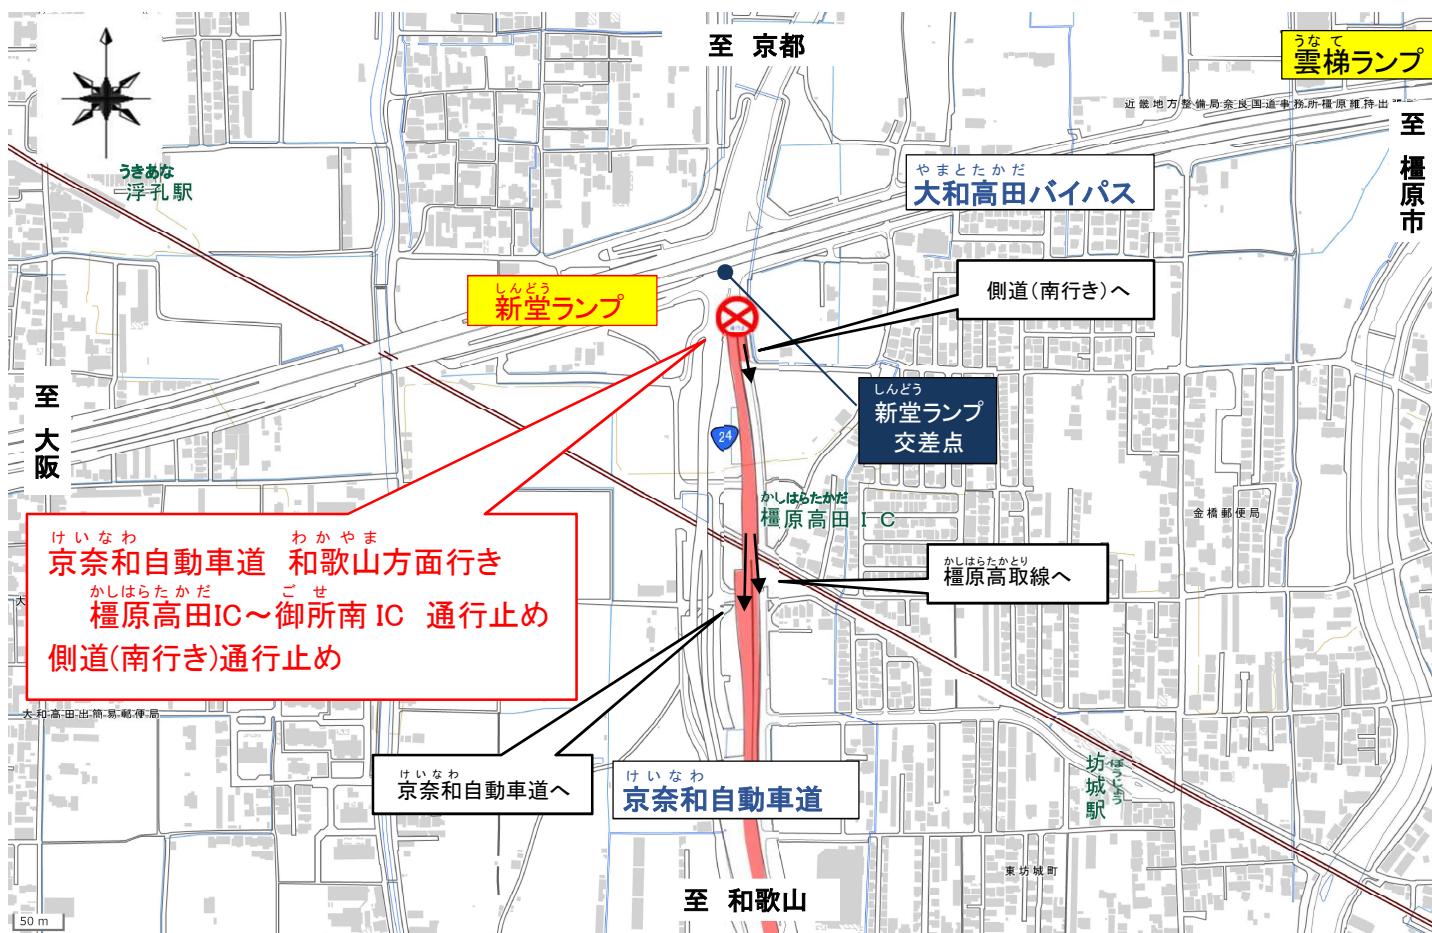 至 京都
うなて
雲梯ランプ
近畿地方整備局奈良国道事務所橿原維持出
至 橿原市
うきあな
浮孔駅
やまとたかだ
大和高田バイパス
側道(南行き)へ
しんどう
新堂ランプ
至 大阪
しんどう
新堂ランプ
交差点
24
かしはらたかだ
橿原高田IC
金橋郵便局
けいなわ わかやま
京奈和自動車道 和歌山方面行き
かしはらたかだ ごせ
橿原高田IC~御所南IC 通行止め
側道(南行き)通行止め
かしはらたかとり
橿原高取線へ
大
大和高田出簡易郵便局
けいなわ
京奈和自動車道へ
けいなわ
京奈和自動車道
ぼうじょう
坊城駅
東坊城町
至 和歌山
50 m